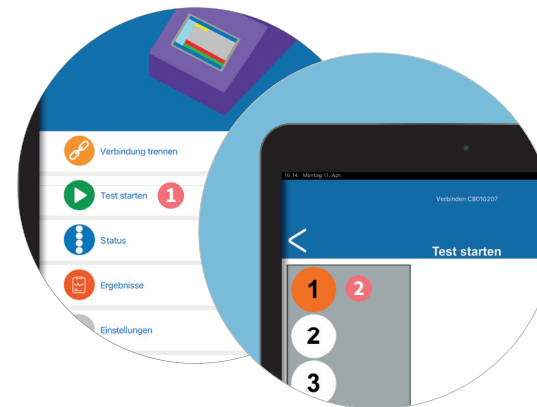 Verbindung trennen
Test starten 1
Status
Ergebnisse
Einstellungen
16:14 Montag 11. Apr.
Verbinden CB010207
Test starten
1 2
2
3